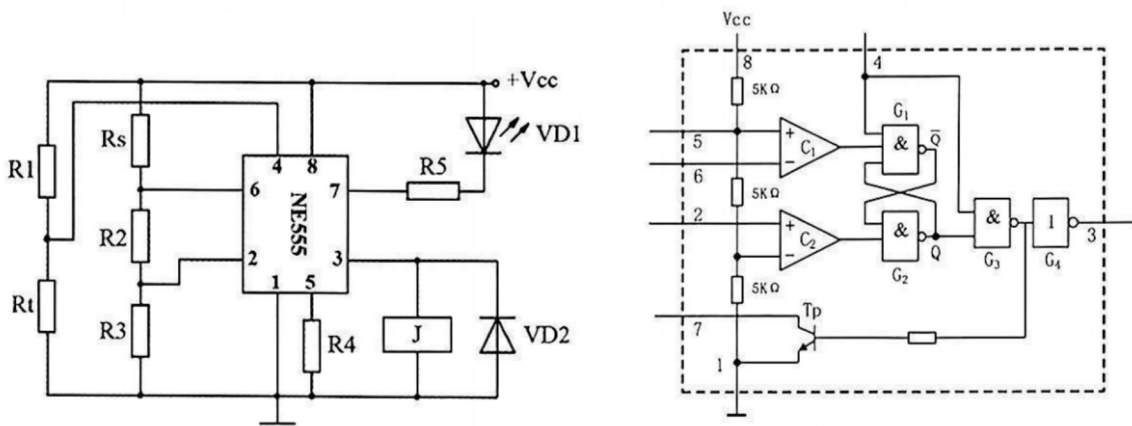 +Vcc
Rs
R1
VD1
4 8
6 7
R5
NE555
R2
2 3
Rt
1 5
R3
R4
J
VD2
Vcc
8
4
5KΩ
G₁
5
+
C₁
&
Q̄
−
6
5KΩ
2
+
C₂
&
&
1
3
−
Q
G₂
G₃
G₄
5KΩ
Tp
7
1